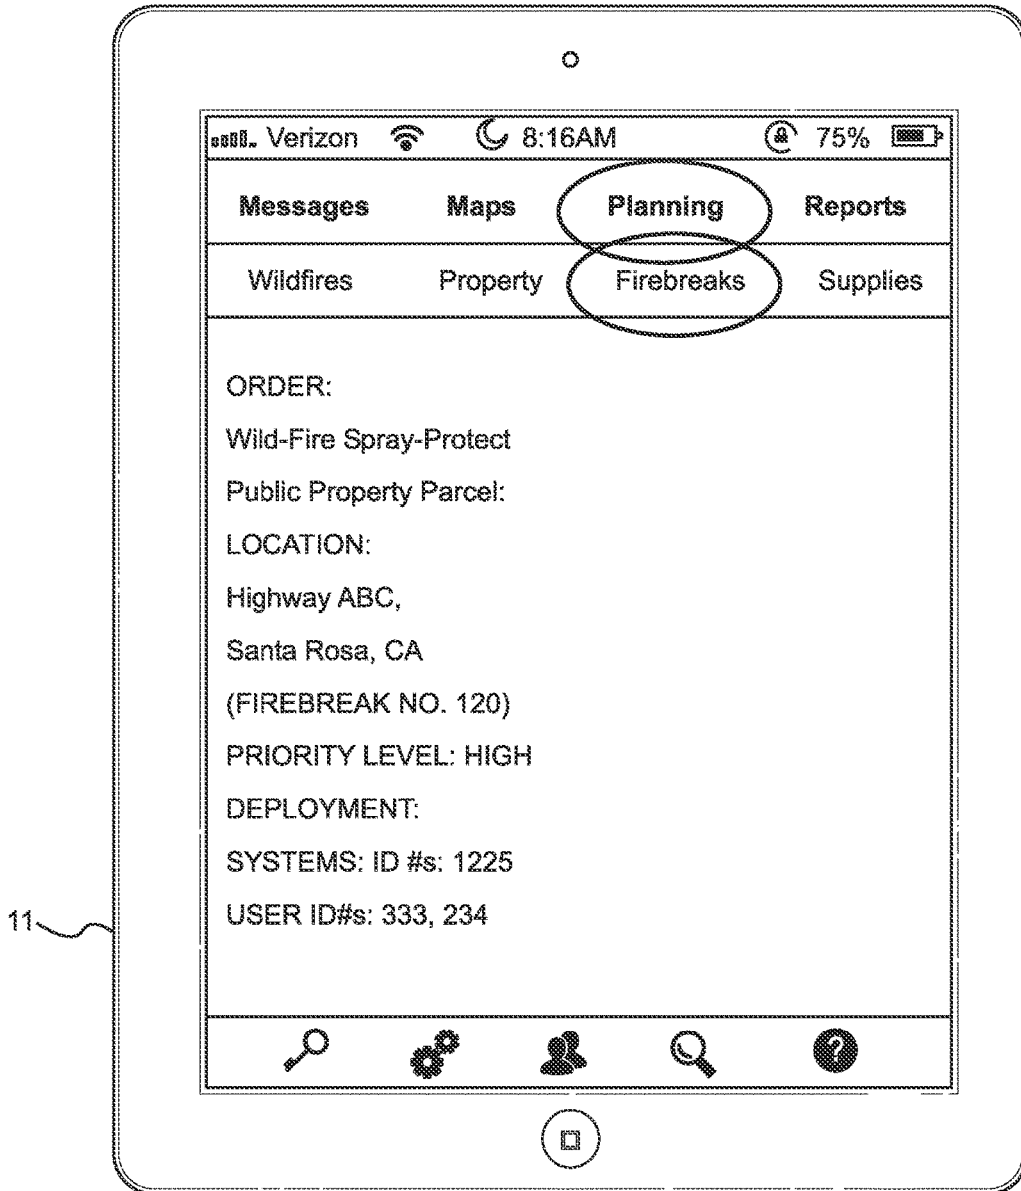 Verizon 8:16AM 75%
Messages Maps Planning Reports
Wildfires Property Firebreaks Supplies
ORDER:
Wild-Fire Spray-Protect
Public Property Parcel:
LOCATION:
Highway ABC,
Santa Rosa, CA
(FIREBREAK NO. 120)
PRIORITY LEVEL: HIGH
DEPLOYMENT:
SYSTEMS: ID #s: 1225
USER ID#s: 333, 234
11
?